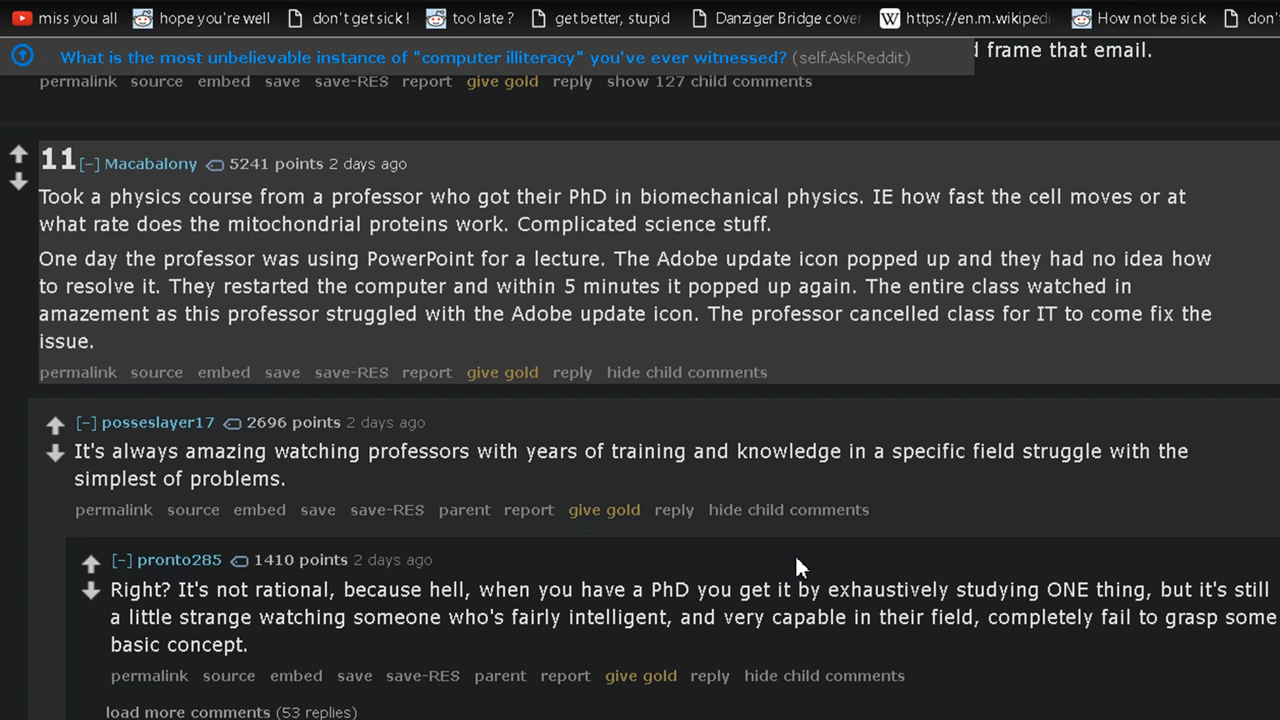 miss you all hope you're well don't get sick ! too late ? get better, stupid Danziger Bridge cover https://en.m.wikipedi How not be sick don'
d frame that email.
What is the most unbelievable instance of "computer illiteracy" you've ever witnessed? (self.AskReddit)
permalink source embed save save-RES report give gold reply show 127 child comments
11 [−] Macabalony 5241 points 2 days ago
Took a physics course from a professor who got their PhD in biomechanical physics. IE how fast the cell moves or at
what rate does the mitochondrial proteins work. Complicated science stuff.
One day the professor was using PowerPoint for a lecture. The Adobe update icon popped up and they had no idea how
to resolve it. They restarted the computer and within 5 minutes it popped up again. The entire class watched in
amazement as this professor struggled with the Adobe update icon. The professor cancelled class for IT to come fix the
issue.
permalink source embed save save-RES report give gold reply hide child comments
[−] posseslayer17 2696 points 2 days ago
It's always amazing watching professors with years of training and knowledge in a specific field struggle with the
simplest of problems.
permalink source embed save save-RES parent report give gold reply hide child comments
[−] pronto285 1410 points 2 days ago
Right? It's not rational, because hell, when you have a PhD you get it by exhaustively studying ONE thing, but it's still
a little strange watching someone who's fairly intelligent, and very capable in their field, completely fail to grasp some
basic concept.
permalink source embed save save-RES parent report give gold reply hide child comments
load more comments (53 replies)